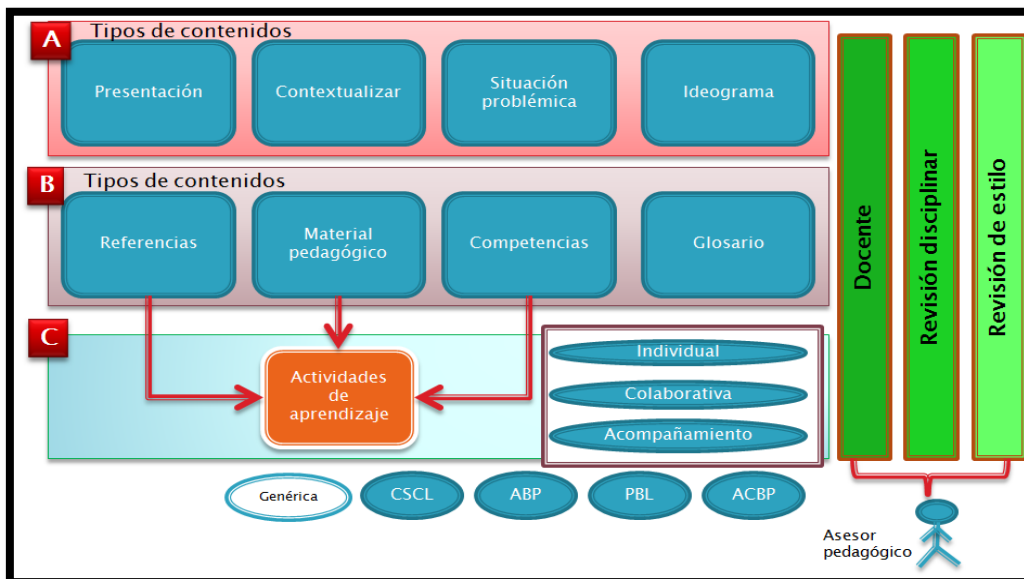 A
Tipos de contenidos
Presentación
Contextualizar
Situación
problémica
Ideograma
B
Tipos de contenidos
Referencias
Material
pedagógico
Competencias
Glosario
C
Actividades
de
aprendizaje
Individual
Colaborativa
Acompañamiento
Genérica
CSCL
ABP
PBL
ACBP
Docente
Revisión disciplinar
Revisión de estilo
Asesor
pedagógico